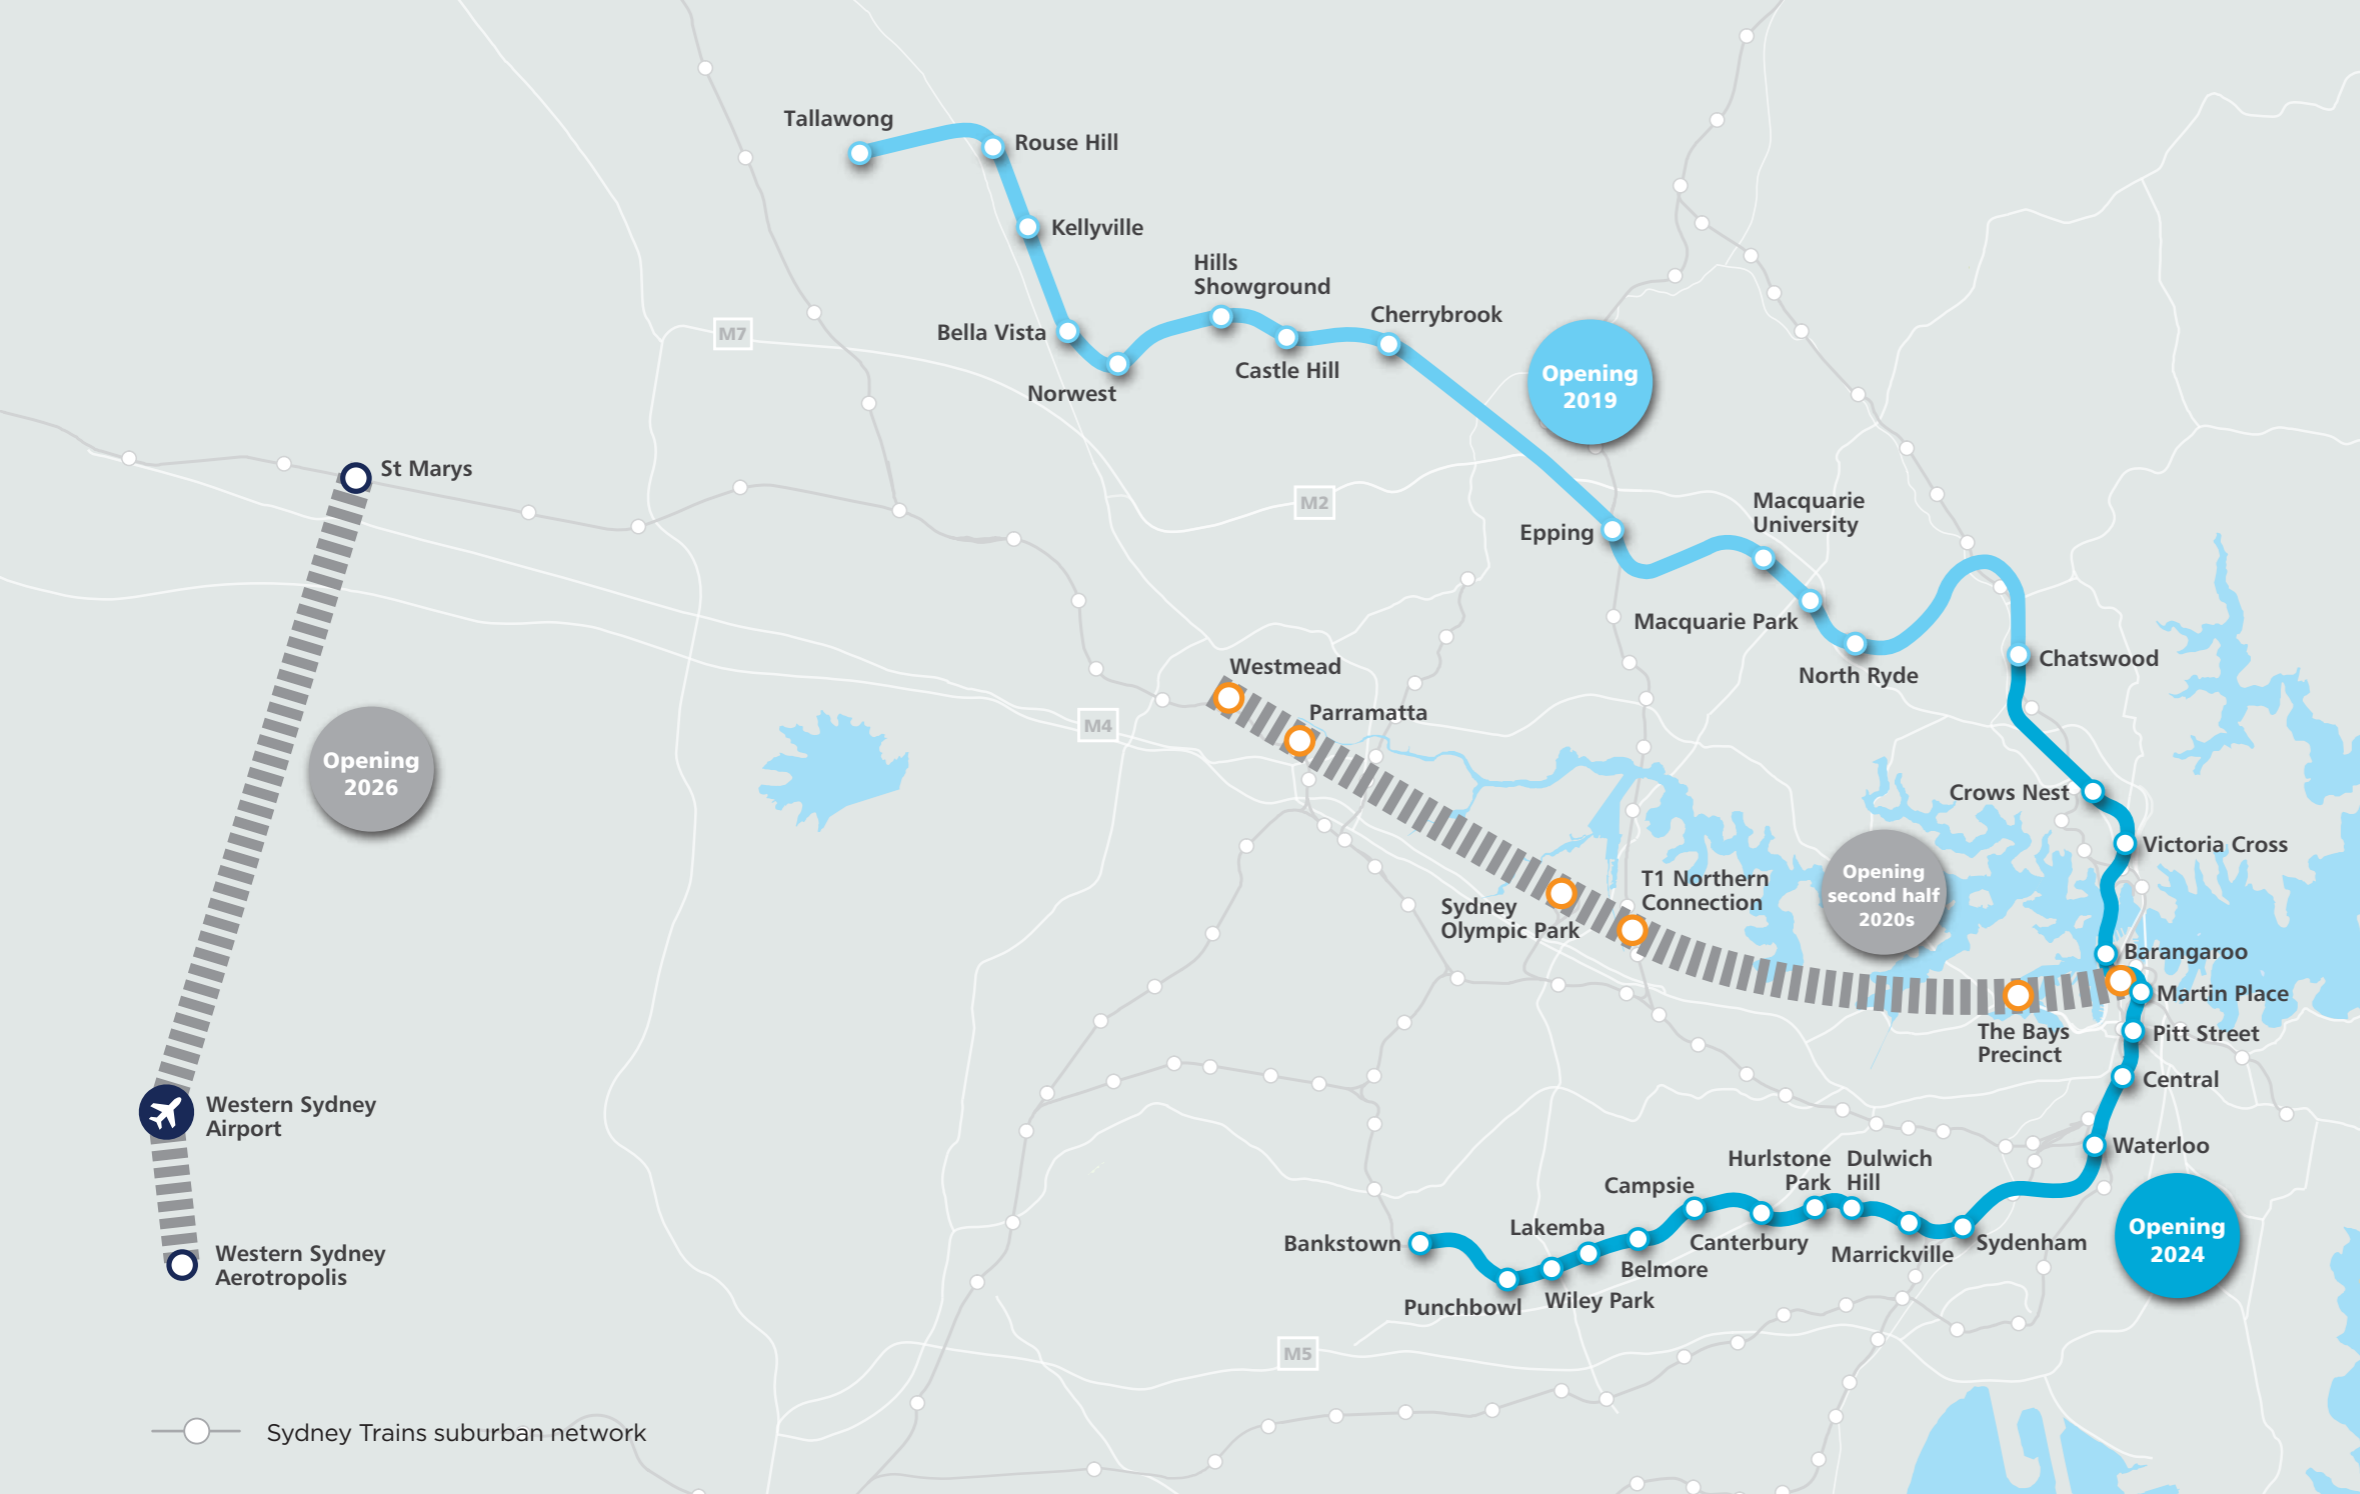 Tallawong
Rouse Hill
Kellyville
Hills
Showground
Cherrybrook
Bella Vista
M7
Castle Hill
Norwest
Opening
2019
St Marys
M2
Macquarie
University
Epping
Macquarie Park
North Ryde
Chatswood
Westmead
Parramatta
M4
Opening
2026
Crows Nest
Victoria Cross
T1 Northern
Connection
Opening
second half
2020s
Sydney
Olympic Park
Barangaroo
Martin Place
The Bays
Precinct
Pitt Street
Central
Western Sydney
Airport
Waterloo
Hurlstone
Park
Dulwich
Hill
Campsie
Lakemba
Bankstown
Canterbury
Marrickville
Sydenham
Opening
2024
Belmore
Western Sydney
Aerotropolis
Punchbowl
Wiley Park
M5
Sydney Trains suburban network